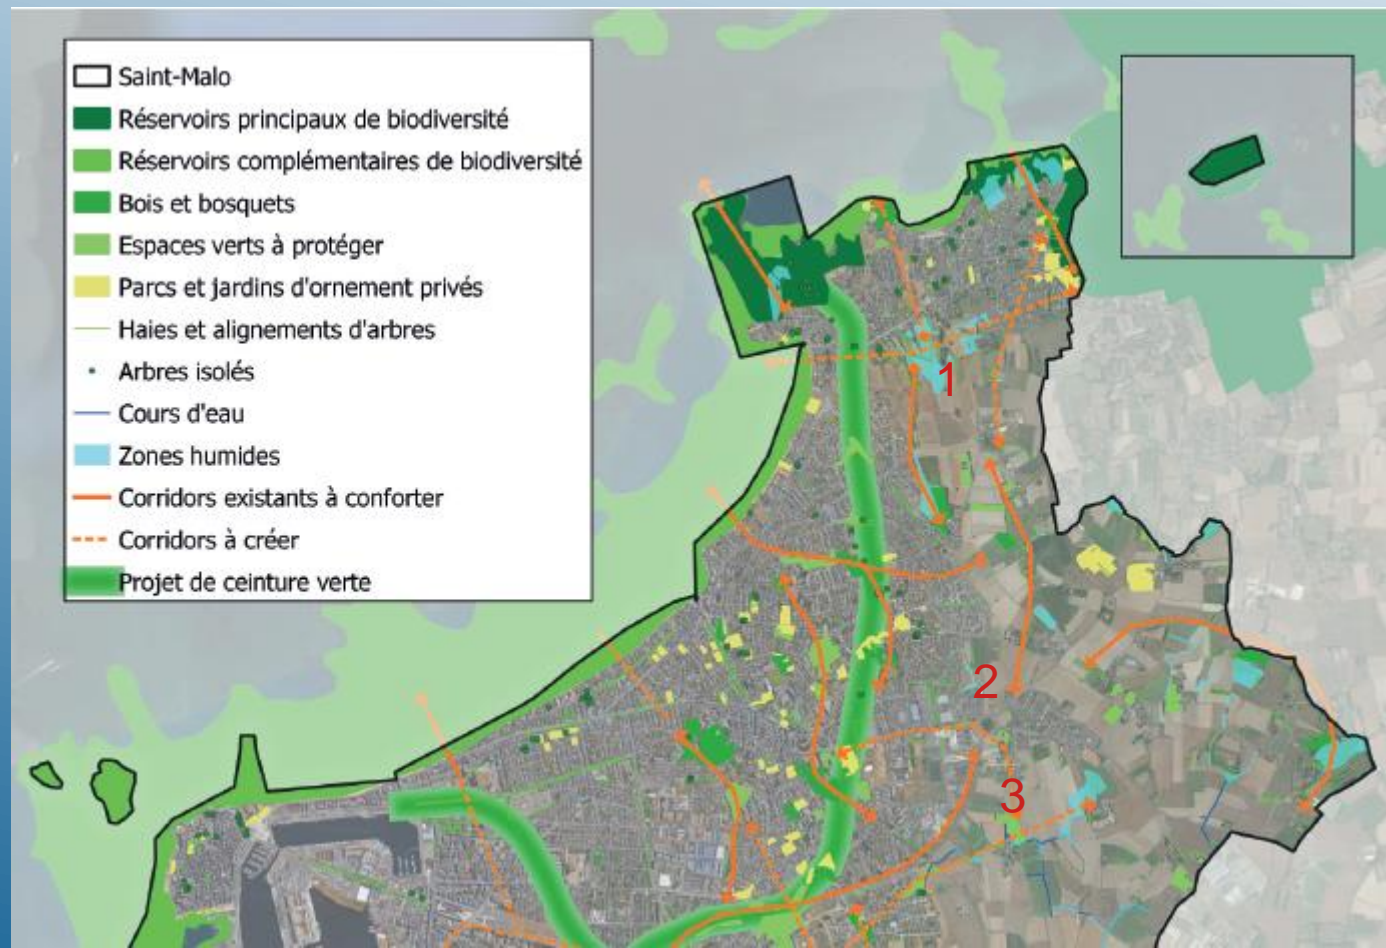 Saint-Malo
Réservoirs principaux de biodiversité
Réservoirs complémentaires de biodiversité
Bois et bosquets
Espaces verts à protéger
Parcs et jardins d'ornement privés
Haies et alignements d'arbres
Arbres isolés
Cours d'eau
Zones humides
Corridors existants à conforter
Corridors à créer
Projet de ceinture verte
1
2
3